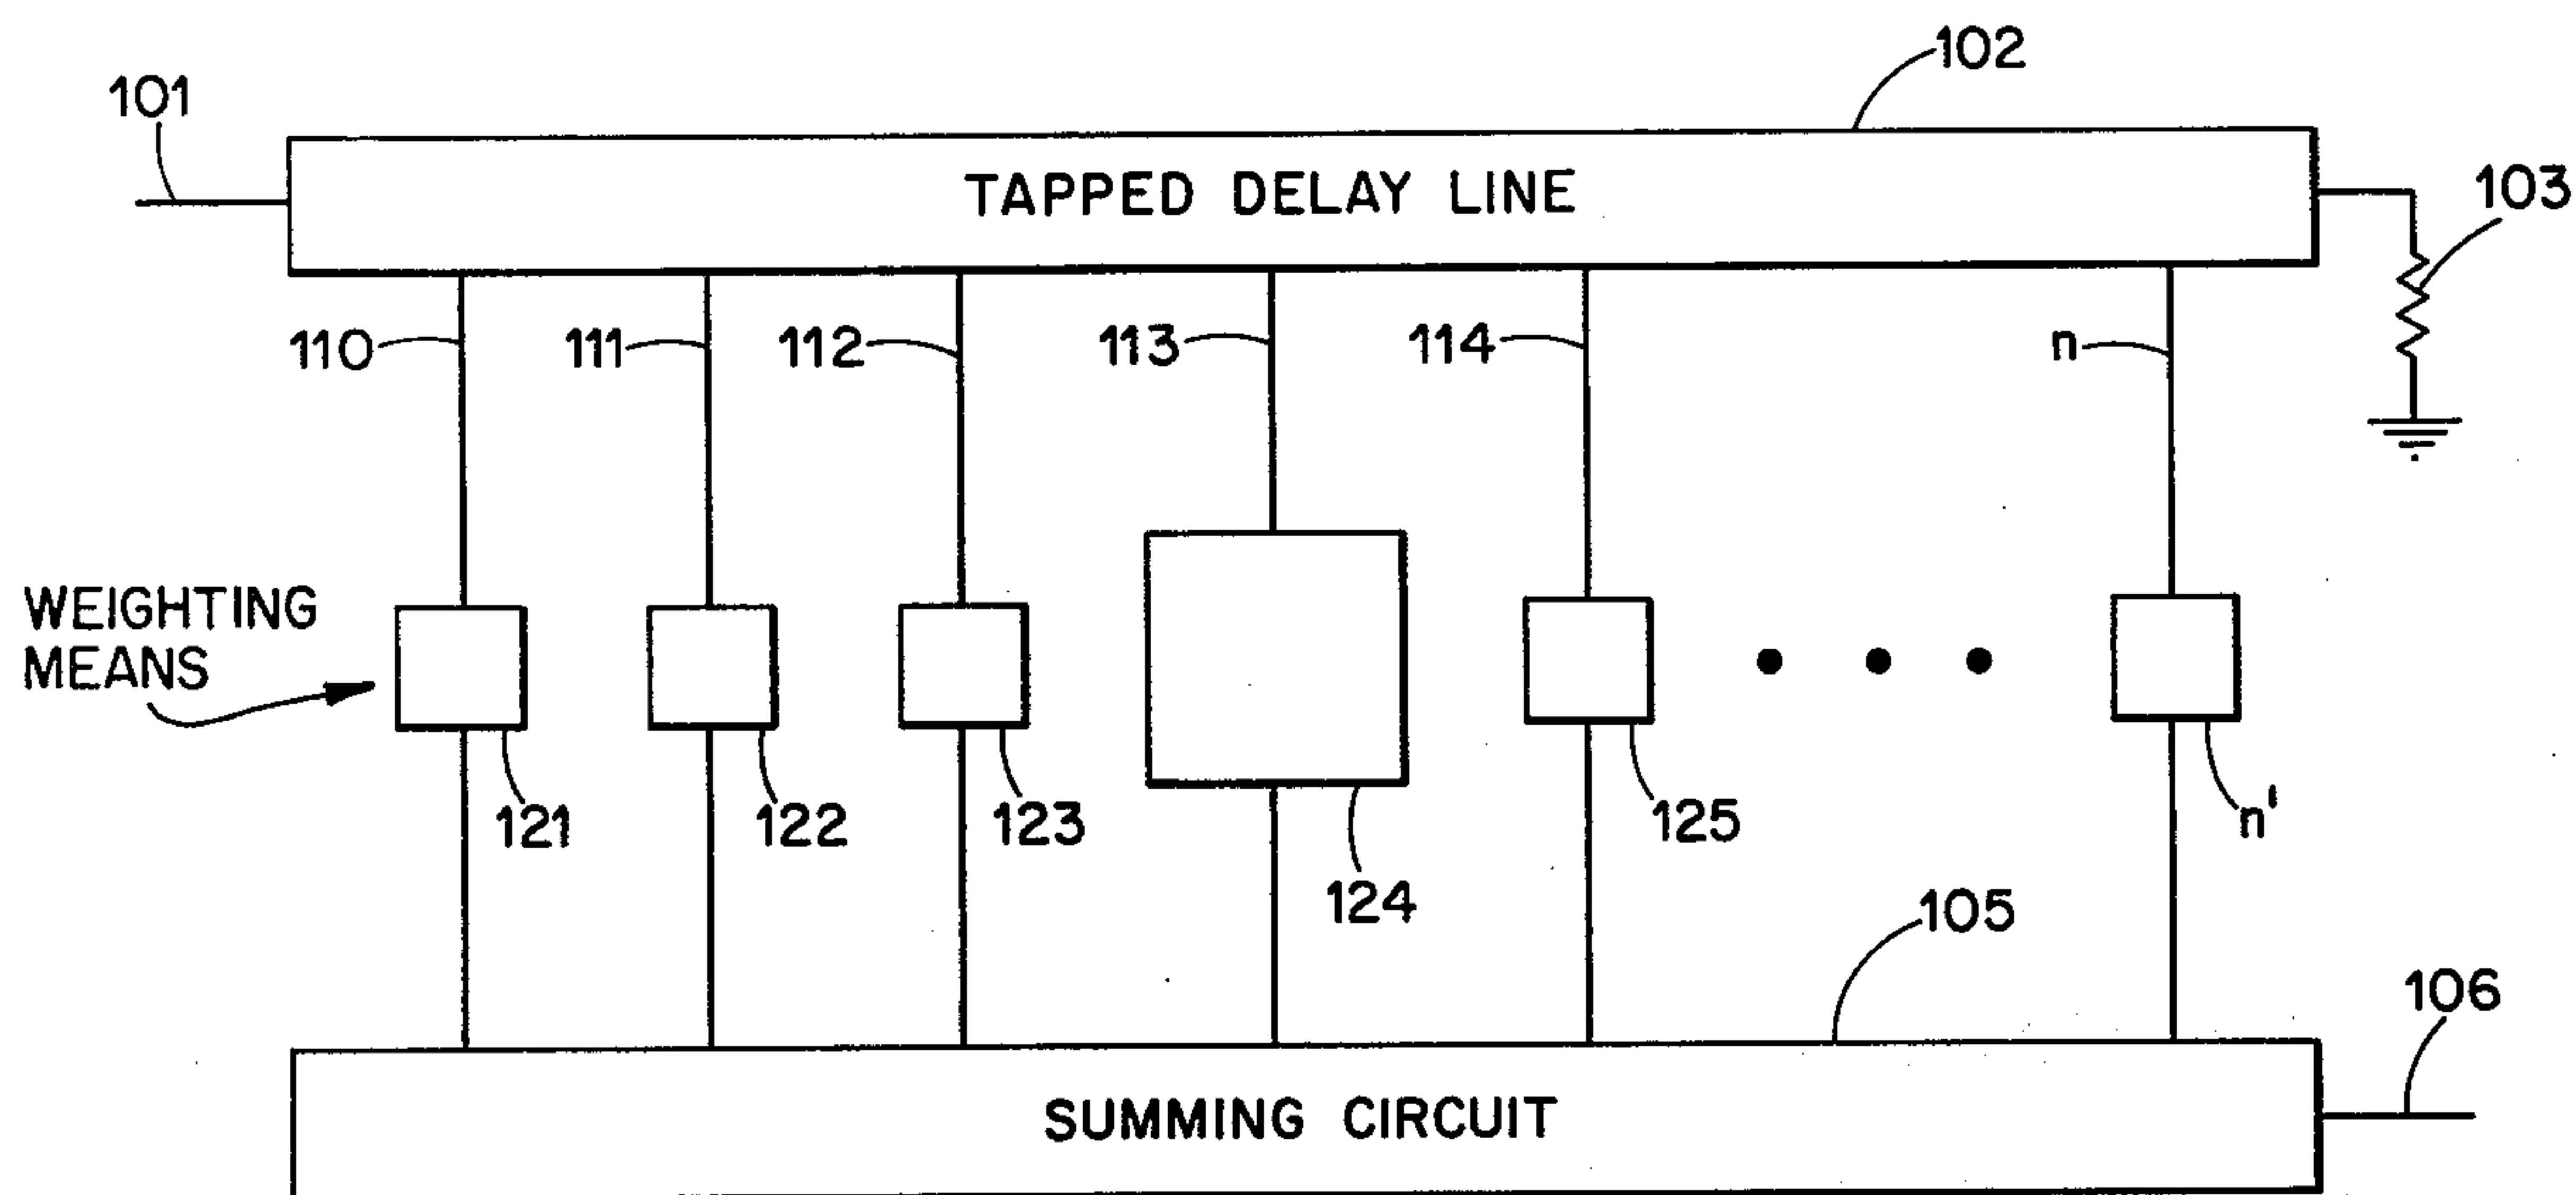 102
101
TAPPED DELAY LINE
103
110
111
112
113
114
n
WEIGHTING
MEANS
121
122
123
124
125
n'
105
106
SUMMING CIRCUIT